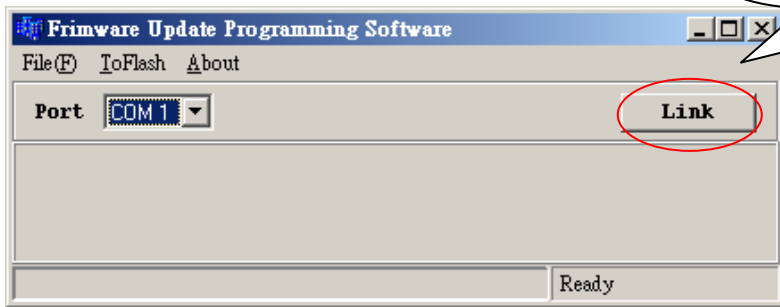 Frimware Update Programming Software
File(F) ToFlash About
Port COM 1 Link
Ready